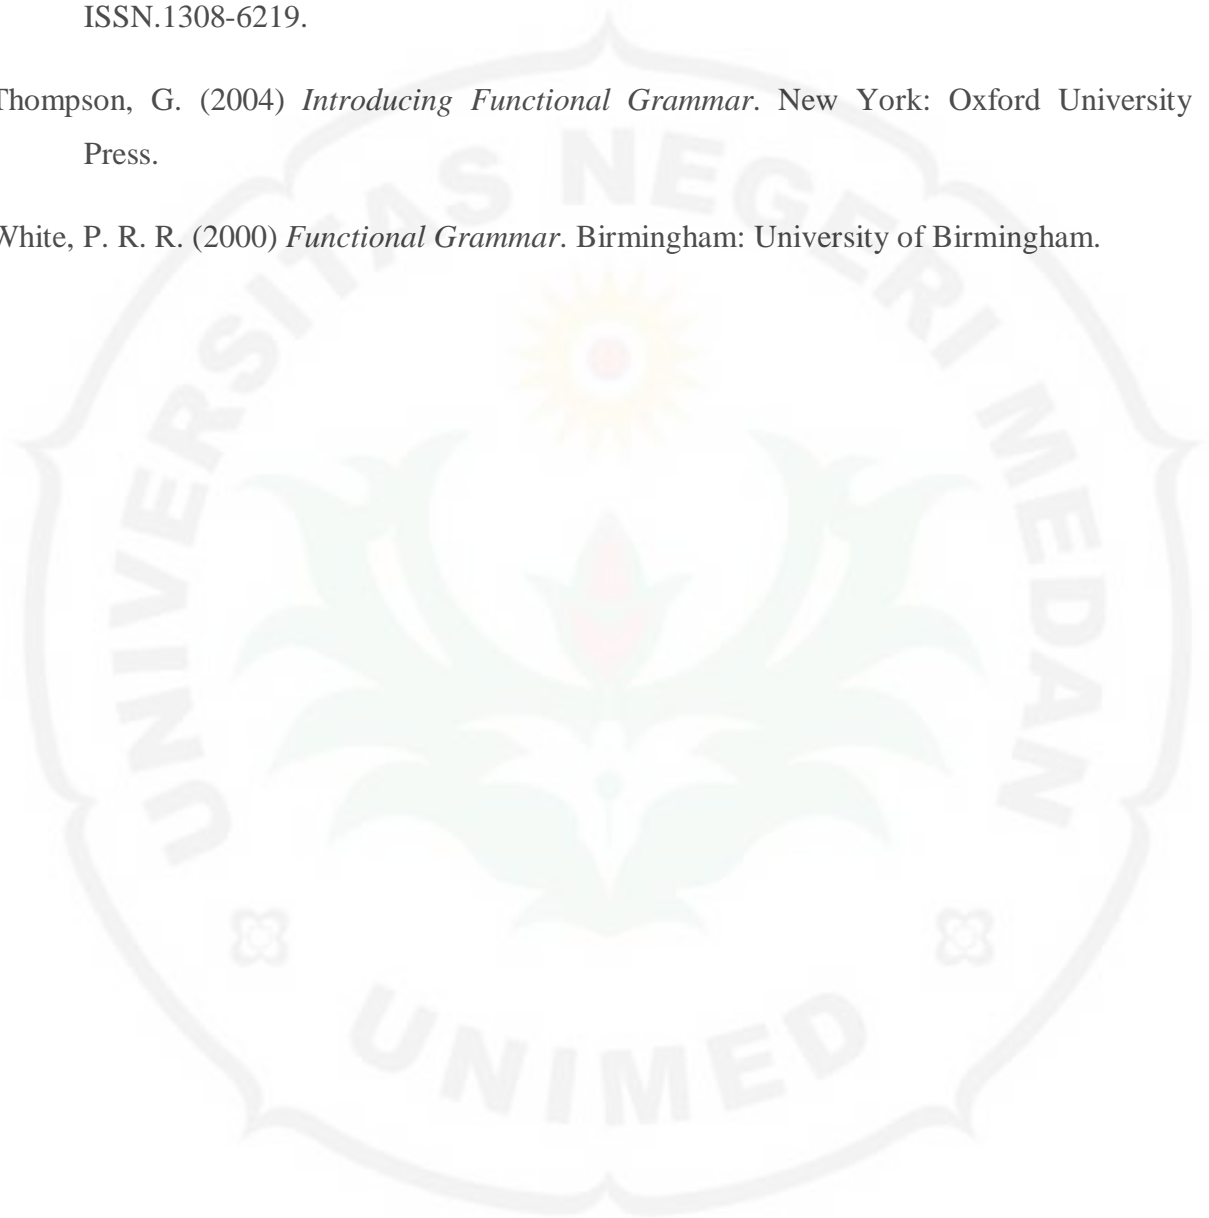 ISSN.1308-6219.
Thompson, G. (2004) Introducing Functional Grammar. New York: Oxford University
Press.
White, P. R. R. (2000) Functional Grammar. Birmingham: University of Birmingham.
UNIVERSITAS NEGERI MEDAN
UNIMED